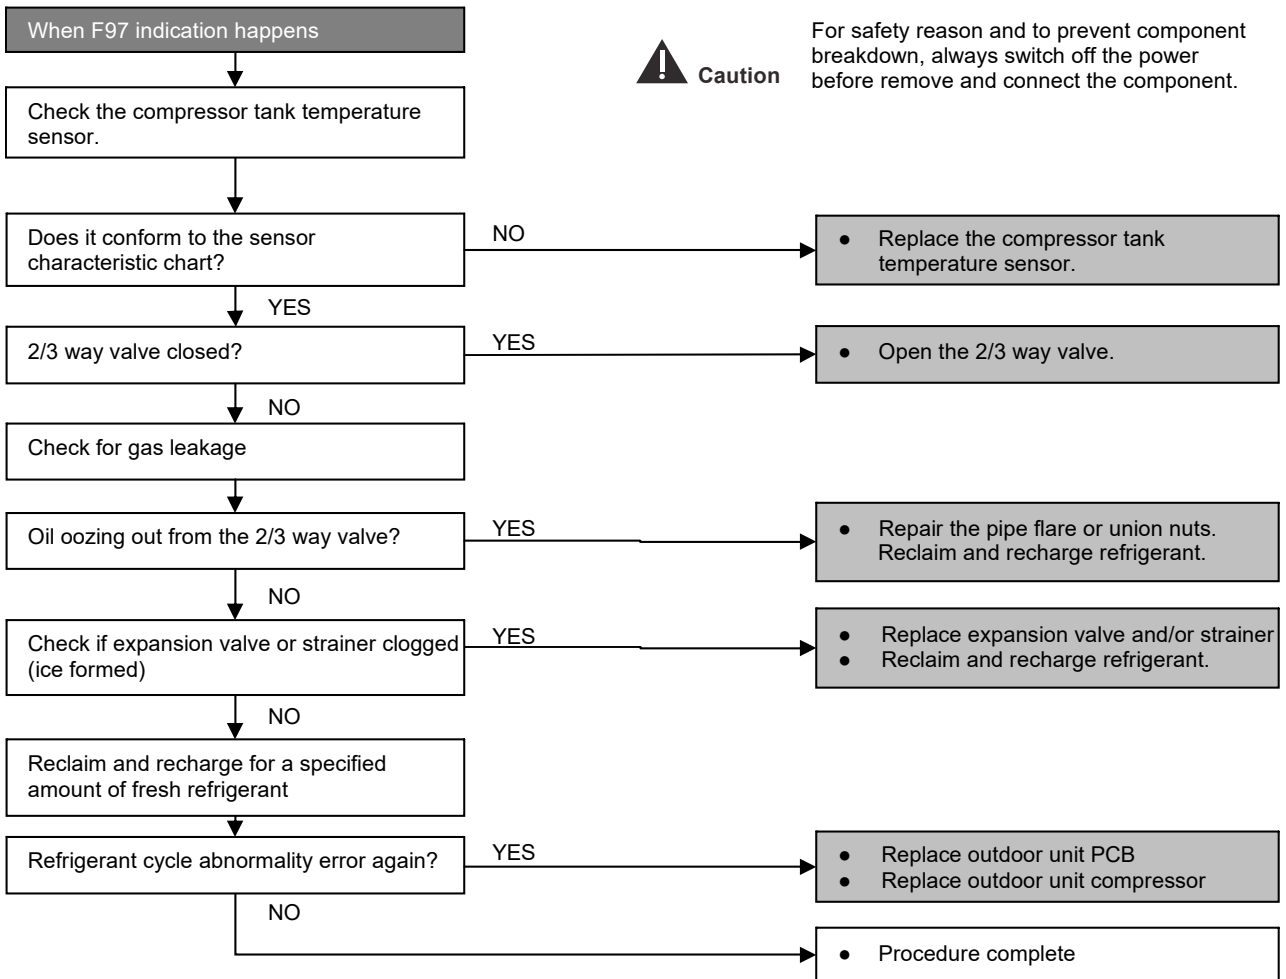 When F97 indication happens
For safety reason and to prevent component
breakdown, always switch off the power
before remove and connect the component.
Caution
Check the compressor tank temperature
sensor.
Does it conform to the sensor
characteristic chart?
NO
● Replace the compressor tank
temperature sensor.
YES
2/3 way valve closed?
YES
● Open the 2/3 way valve.
NO
Check for gas leakage
Oil oozing out from the 2/3 way valve?
YES
● Repair the pipe flare or union nuts.
Reclaim and recharge refrigerant.
NO
Check if expansion valve or strainer clogged
(ice formed)
YES
● Replace expansion valve and/or strainer
● Reclaim and recharge refrigerant.
NO
Reclaim and recharge for a specified
amount of fresh refrigerant
Refrigerant cycle abnormality error again?
YES
● Replace outdoor unit PCB
● Replace outdoor unit compressor
NO
● Procedure complete